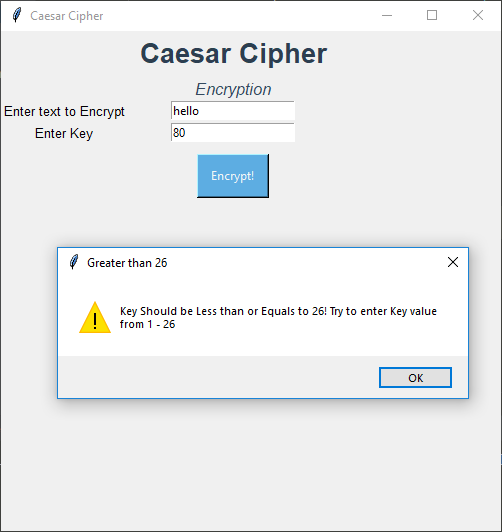 Caesar Cipher
Caesar Cipher
Encryption
Enter text to Encrypt hello
Enter Key 80
Encrypt!
Greater than 26
Key Should be Less than or Equals to 26! Try to enter Key value
from 1 - 26
OK